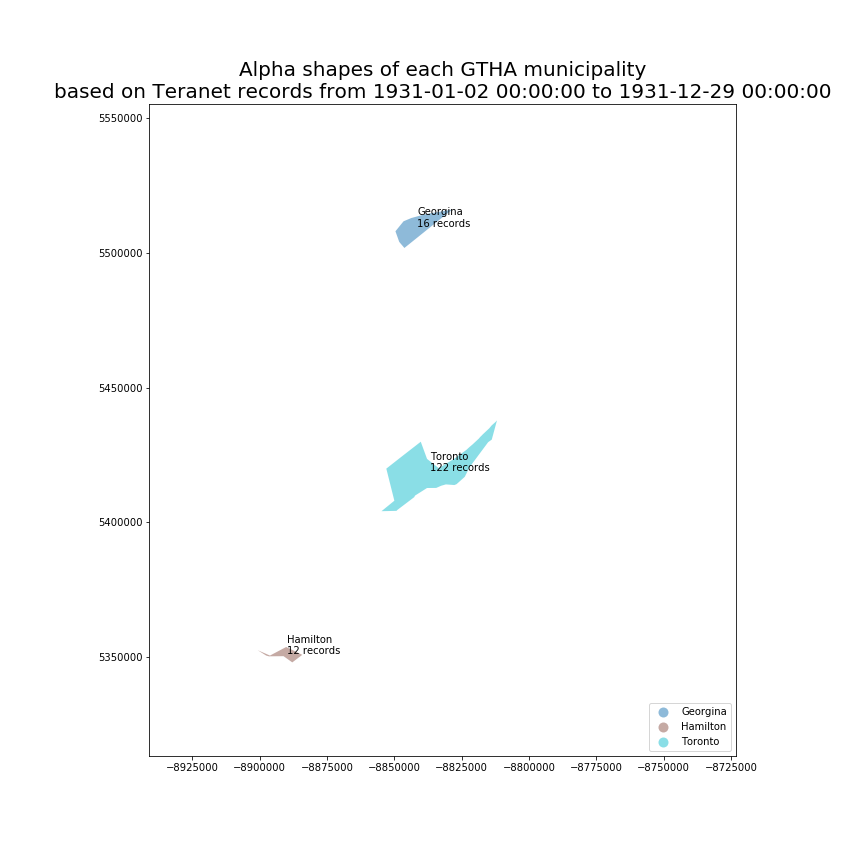 Alpha shapes of each GTHA municipality
based on Teranet records from 1931-01-02 00:00:00 to 1931-12-29 00:00:00
5550000
5500000
5450000
5400000
5350000
Georgina
16 records
Toronto
122 records
Hamilton
12 records
Georgina
Hamilton
Toronto
−8925000 −8900000 −8875000 −8850000 −8825000 −8800000 −8775000 −8750000 −8725000